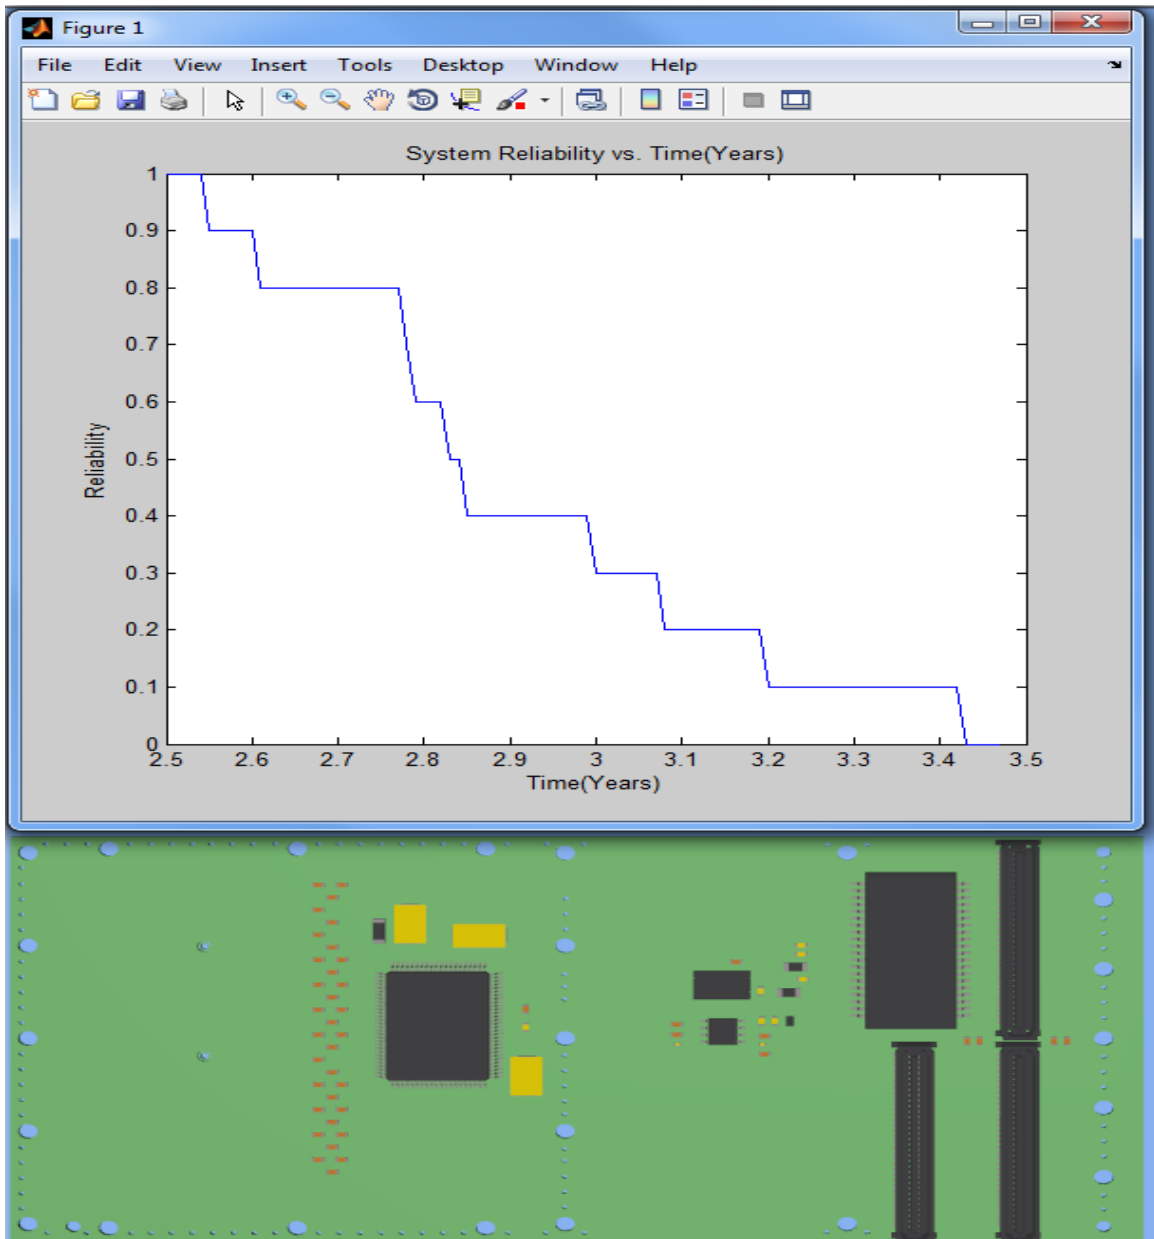 Figure 1
File Edit View Insert Tools Desktop Window Help
System Reliability vs. Time(Years)
1
0.9
0.8
0.7
0.6
0.5
0.4
0.3
0.2
0.1
0
Reliability
2.5 2.6 2.7 2.8 2.9 3 3.1 3.2 3.3 3.4 3.5
Time(Years)